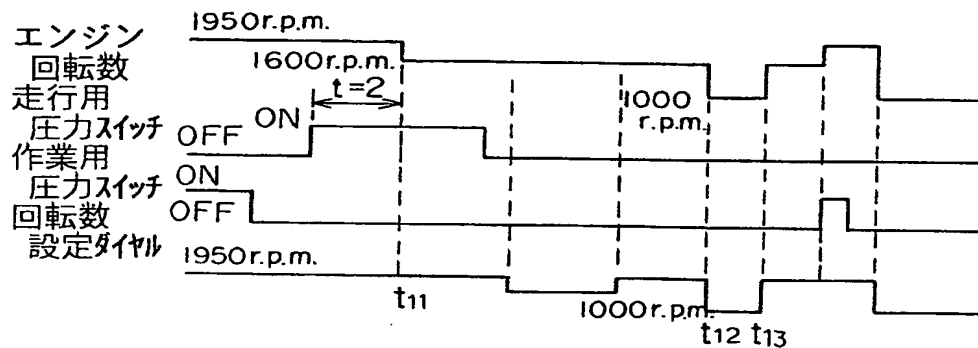 1950r.p.m.
エンジン
回転数
1600r.p.m.
走行用
t=2
1000
r.p.m.
圧力スイッチ
OFF
ON
作業用
圧力スイッチ
ON
回転数
OFF
設定ダイヤル
1950r.p.m.
t11
1000r.p.m.
t12
t13